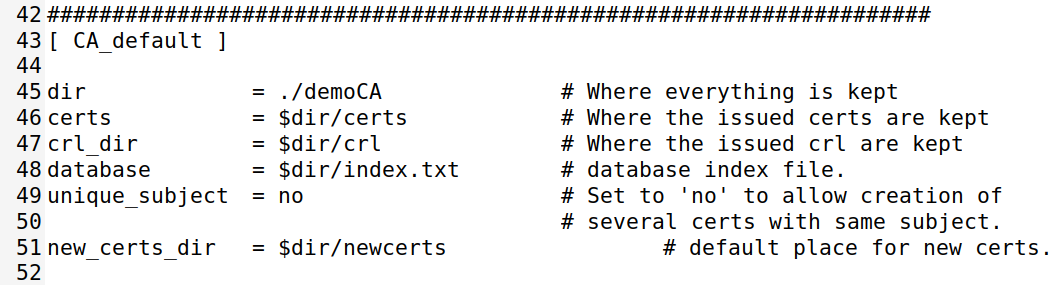 42 ####################################################################
43 [ CA_default ]
44
45 dir             = ./demoCA              # Where everything is kept
46 certs           = $dir/certs            # Where the issued certs are kept
47 crl_dir         = $dir/crl              # Where the issued crl are kept
48 database        = $dir/index.txt        # database index file.
49 unique_subject  = no                    # Set to 'no' to allow creation of
50                                         # several certs with same subject.
51 new_certs_dir   = $dir/newcerts                 # default place for new certs.
52